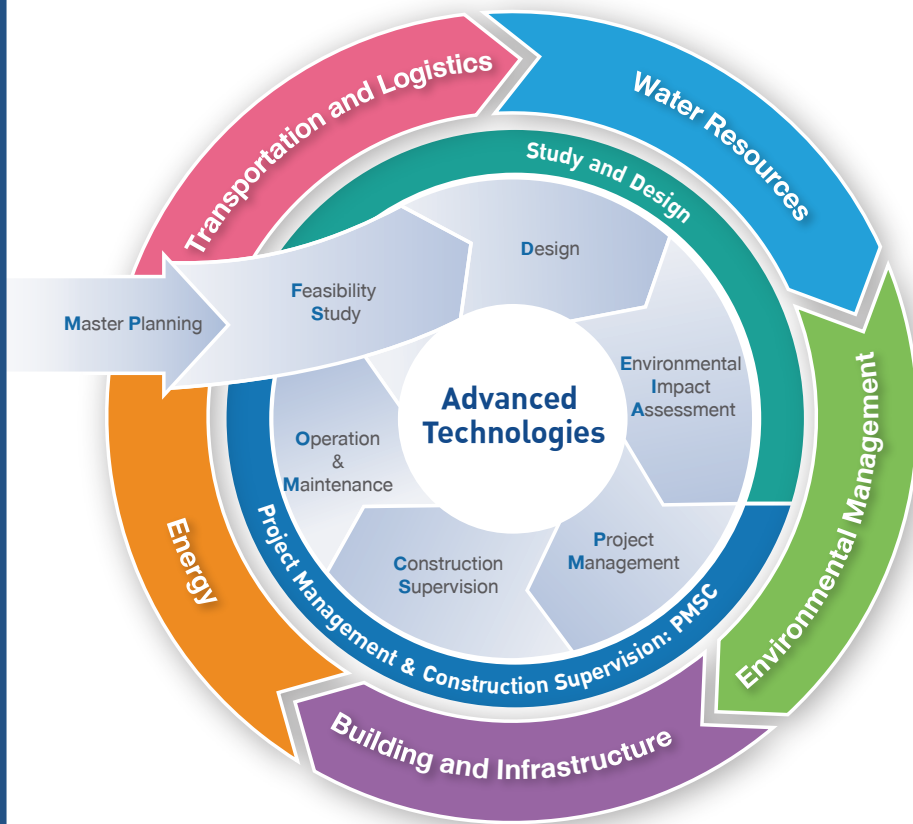 Transportation and Logistics
Water Resources
Study and Design
Design
Feasibility
Study
Master Planning
Environmental
Impact
Assessment
Advanced
Technologies
Operation
&
Maintenance
Environmental Management
Project
Management
Construction
Supervision
Energy
Project Management & Construction Supervision: PMSC
Building and Infrastructure